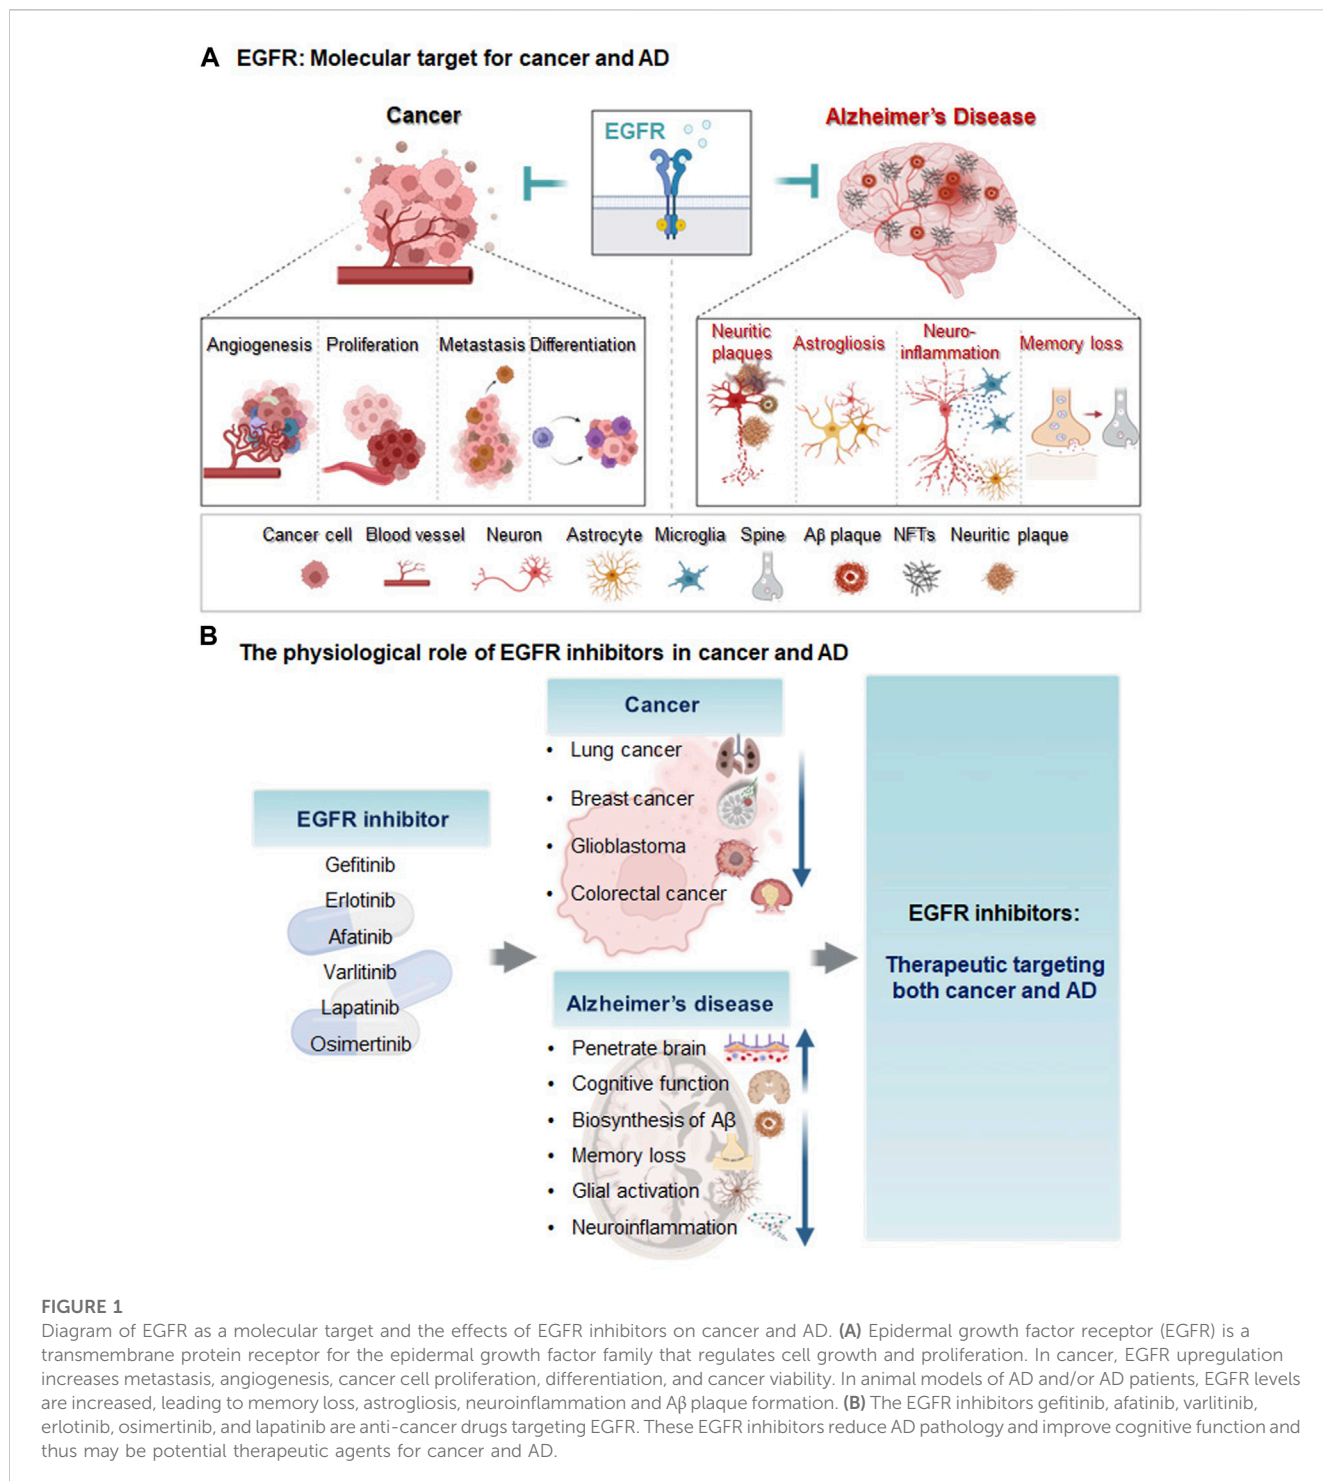 A EGFR: Molecular target for cancer and AD
Cancer
EGFR
Alzheimer's Disease
Angiogenesis
Proliferation
Metastasis
Differentiation
Neuritic
plaques
Astrogliosis
Neuro-
inflammation
Memory loss
Cancer cell
Blood vessel
Neuron
Astrocyte
Microglia
Spine
Aβ plaque
NFTs
Neuritic plaque
B
The physiological role of EGFR inhibitors in cancer and AD
EGFR inhibitor
Gefitinib
Erlotinib
Afatinib
Varlitinib
Lapatinib
Osimertinib
Cancer
• Lung cancer
• Breast cancer
• Glioblastoma
• Colorectal cancer
Alzheimer's disease
• Penetrate brain
• Cognitive function
• Biosynthesis of Aβ
• Memory loss
• Glial activation
• Neuroinflammation
EGFR inhibitors:
Therapeutic targeting
both cancer and AD
FIGURE 1
Diagram of EGFR as a molecular target and the effects of EGFR inhibitors on cancer and AD. (A) Epidermal growth factor receptor (EGFR) is a
transmembrane protein receptor for the epidermal growth factor family that regulates cell growth and proliferation. In cancer, EGFR upregulation
increases metastasis, angiogenesis, cancer cell proliferation, differentiation, and cancer viability. In animal models of AD and/or AD patients, EGFR levels
are increased, leading to memory loss, astrogliosis, neuroinflammation and Aβ plaque formation. (B) The EGFR inhibitors gefitinib, afatinib, varlitinib,
erlotinib, osimertinib, and lapatinib are anti-cancer drugs targeting EGFR. These EGFR inhibitors reduce AD pathology and improve cognitive function and
thus may be potential therapeutic agents for cancer and AD.